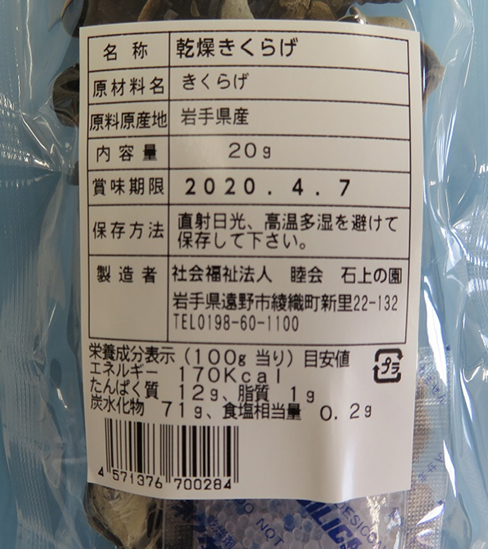 名称 乾燥きくらげ
原材料名 きくらげ
原料原産地 岩手県産
内容量 20g
賞味期限 2020.4.7
保存方法 直射日光、高温多湿を避けて
保存して下さい。
製造者 社会福祉法人 睦会 石上の園
岩手県遠野市綾織町新里22-132
TEL0198-60-1100
栄養成分表示(100g当り)目安値
エネルギー 170Kcal
たんぱく質 12g、脂質 1g
炭水化物 71g、食塩相当量 0.2g
プラ
4 571376 700284
DESICC
SILICA
DO NOT